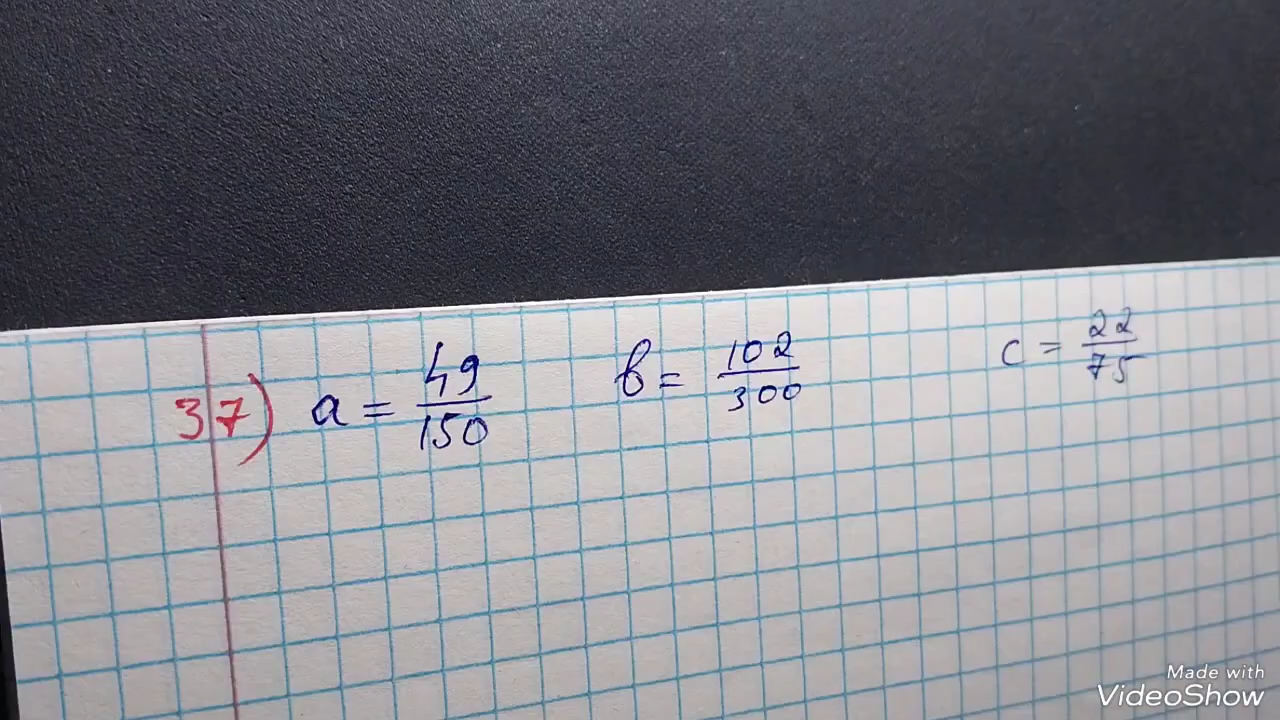 37) a = 49/150 b = 102/300 c = 22/75
Made with
VideoShow